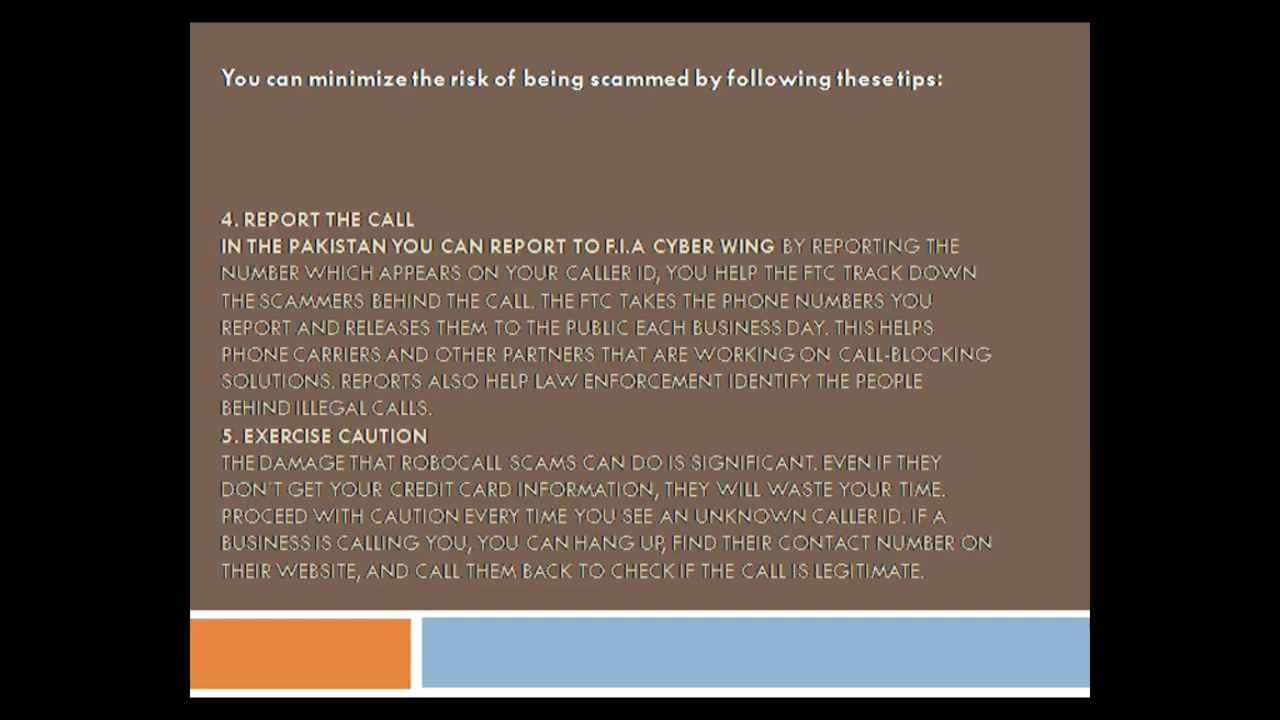 You can minimize the risk of being scammed by following these tips:
4. REPORT THE CALL
IN THE PAKISTAN YOU CAN REPORT TO F.I.A CYBER WING BY REPORTING THE
NUMBER WHICH APPEARS ON YOUR CALLER ID, YOU HELP THE FTC TRACK DOWN
THE SCAMMERS BEHIND THE CALL. THE FTC TAKES THE PHONE NUMBERS YOU
REPORT AND RELEASES THEM TO THE PUBLIC EACH BUSINESS DAY. THIS HELPS
PHONE CARRIERS AND OTHER PARTNERS THAT ARE WORKING ON CALL-BLOCKING
SOLUTIONS. REPORTS ALSO HELP LAW ENFORCEMENT IDENTIFY THE PEOPLE
BEHIND ILLEGAL CALLS.
5. EXERCISE CAUTION
THE DAMAGE THAT ROBOCALL SCAMS CAN DO IS SIGNIFICANT. EVEN IF THEY
DON'T GET YOUR CREDIT CARD INFORMATION, THEY WILL WASTE YOUR TIME.
PROCEED WITH CAUTION EVERY TIME YOU SEE AN UNKNOWN CALLER ID. IF A
BUSINESS IS CALLING YOU, YOU CAN HANG UP, FIND THEIR CONTACT NUMBER ON
THEIR WEBSITE, AND CALL THEM BACK TO CHECK IF THE CALL IS LEGITIMATE.